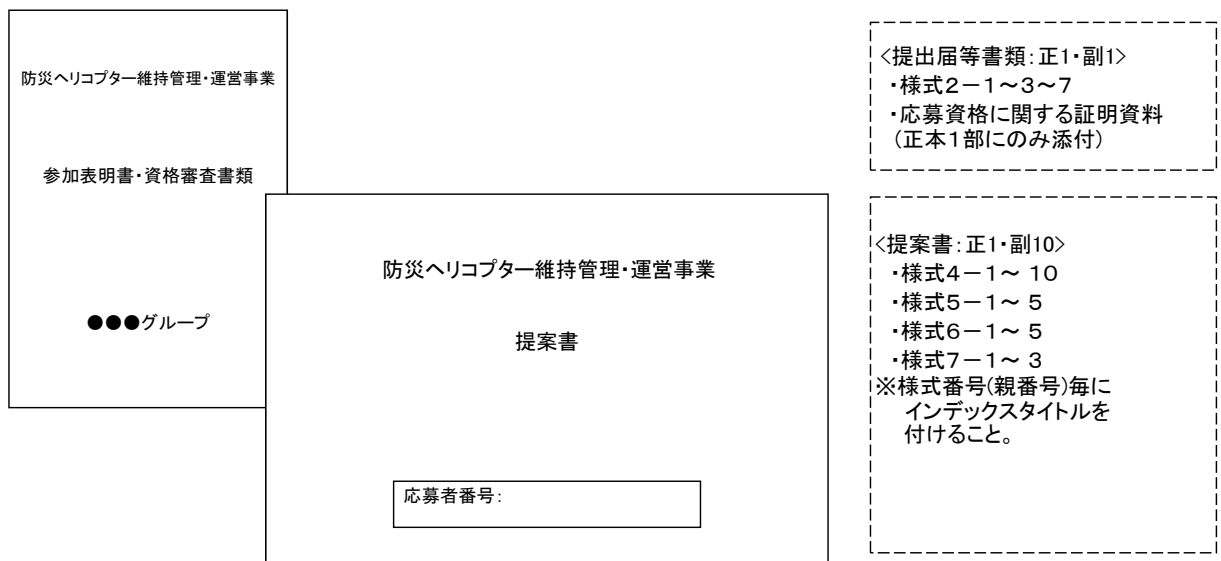 防災ヘリコプター維持管理・運営事業
参加表明書・資格審査書類
●●●グループ
防災ヘリコプター維持管理・運営事業
提案書
応募者番号：
<提出届等書類：正1・副1>
・様式２－１～３～７
・応募資格に関する証明資料
（正本１部にのみ添付）
<提案書：正1・副10>
・様式４－１～ １０
・様式５－１～ ５
・様式６－１～ ５
・様式７－１～ ３
※様式番号(親番号)毎に
インデックスタイトルを
付けること。